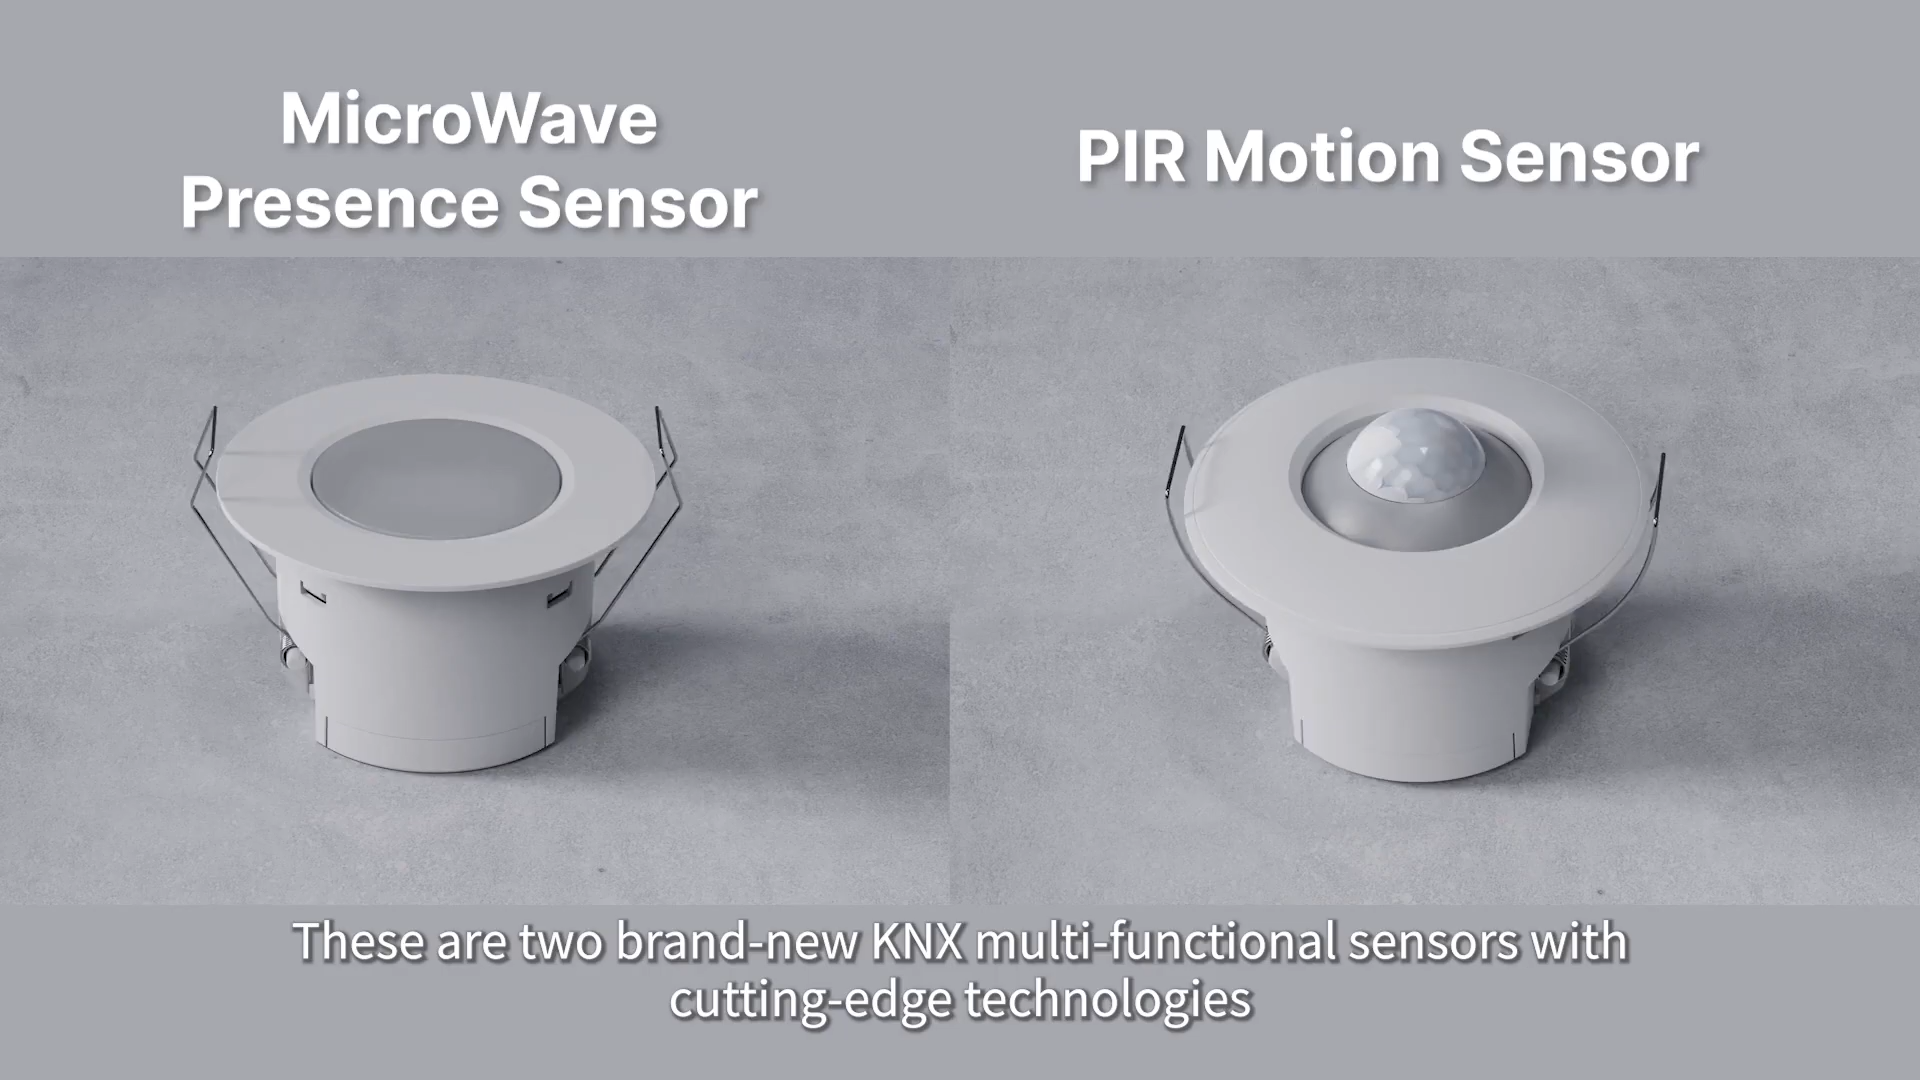 MicroWave
Presence Sensor
PIR Motion Sensor
These are two brand-new KNX multi-functional sensors with
cutting-edge technologies